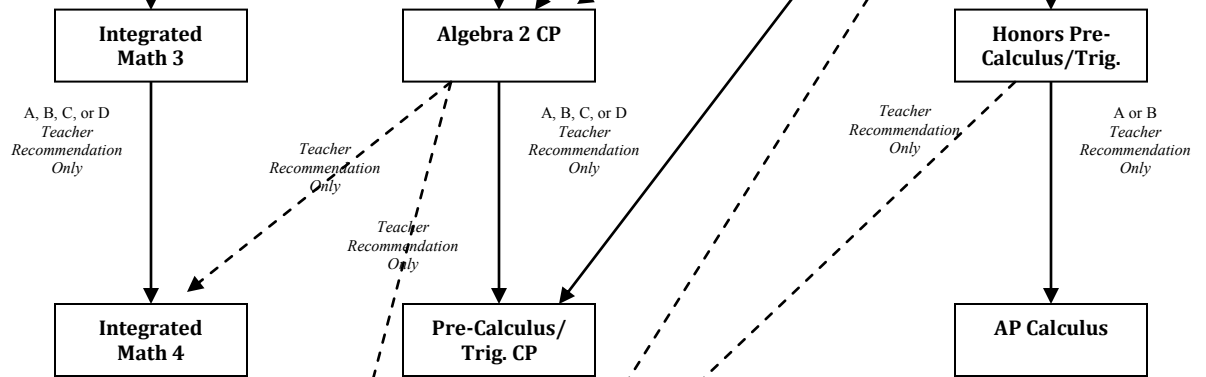 Integrated
Math 3
Algebra 2 CP
Honors Pre-
Calculus/Trig.
A, B, C, or D
Teacher
Recommendation
Only
Teacher
Recommendation
Only
A, B, C, or D
Teacher
Recommendation
Only
Teacher
Recommendation
Only
A or B
Teacher
Recommendation
Only
Teacher
Recommendation
Only
Integrated
Math 4
Pre-Calculus/
Trig. CP
AP Calculus